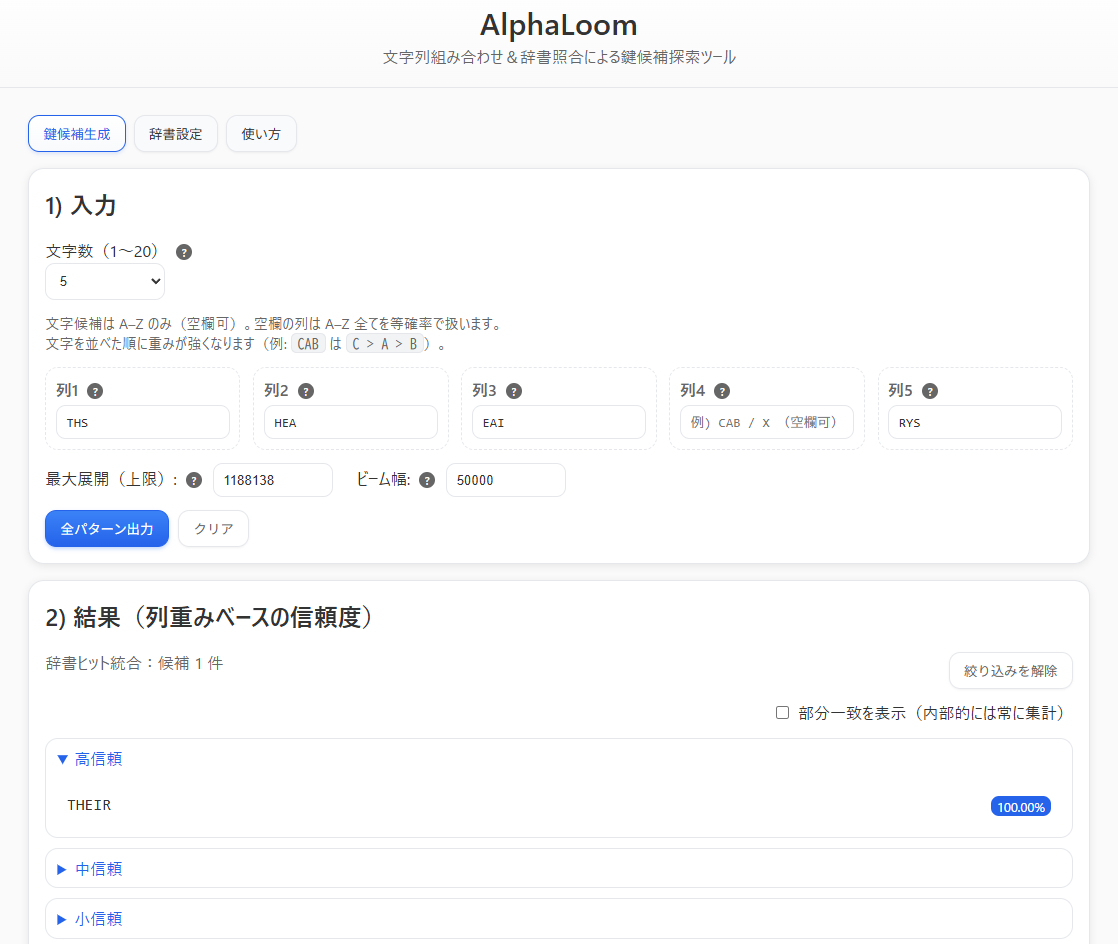 AlphaLoom
文字列組み合わせ＆辞書照合による鍵候補探索ツール
鍵候補生成 辞書設定 使い方
1) 入力
文字数（1～20） ?
5
文字候補は A–Z のみ（空欄可）。空欄の列は A–Z 全てを等確率で扱います。
文字を並べた順に重みが強くなります（例: CAB は C > A > B）。
列1 ? 列2 ? 列3 ? 列4 ? 列5 ?
THS HEA EAI 例) CAB / X （空欄可） RYS
最大展開（上限）: ? 1188138 ビーム幅: ? 50000
全パターン出力 クリア
2) 結果（列重みベースの信頼度）
辞書ヒット統合：候補 1 件
絞り込みを解除
部分一致を表示（内部的には常に集計）
▼ 高信頼
THEIR 100.00%
▶ 中信頼
▶ 小信頼